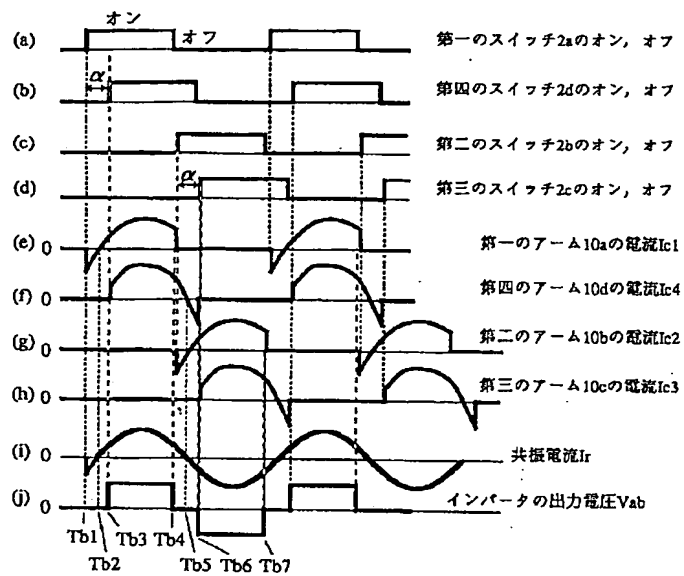 オン
オフ
(a)
第一のスイッチ2aのオン，オフ
α
(b)
第四のスイッチ2dのオン，オフ
(c)
第二のスイッチ2bのオン，オフ
α
(d)
第三のスイッチ2cのオン，オフ
(e) 0
第一のアーム10aの電流Ic1
(f) 0
第四のアーム10dの電流Ic4
(g) 0
第二のアーム10bの電流Ic2
(h) 0
第三のアーム10cの電流Ic3
(i) 0
共振電流Ir
(j) 0
インバータの出力電圧Vab
Tb1 Tb3 Tb4 Tb6 Tb7
Tb2 Tb5